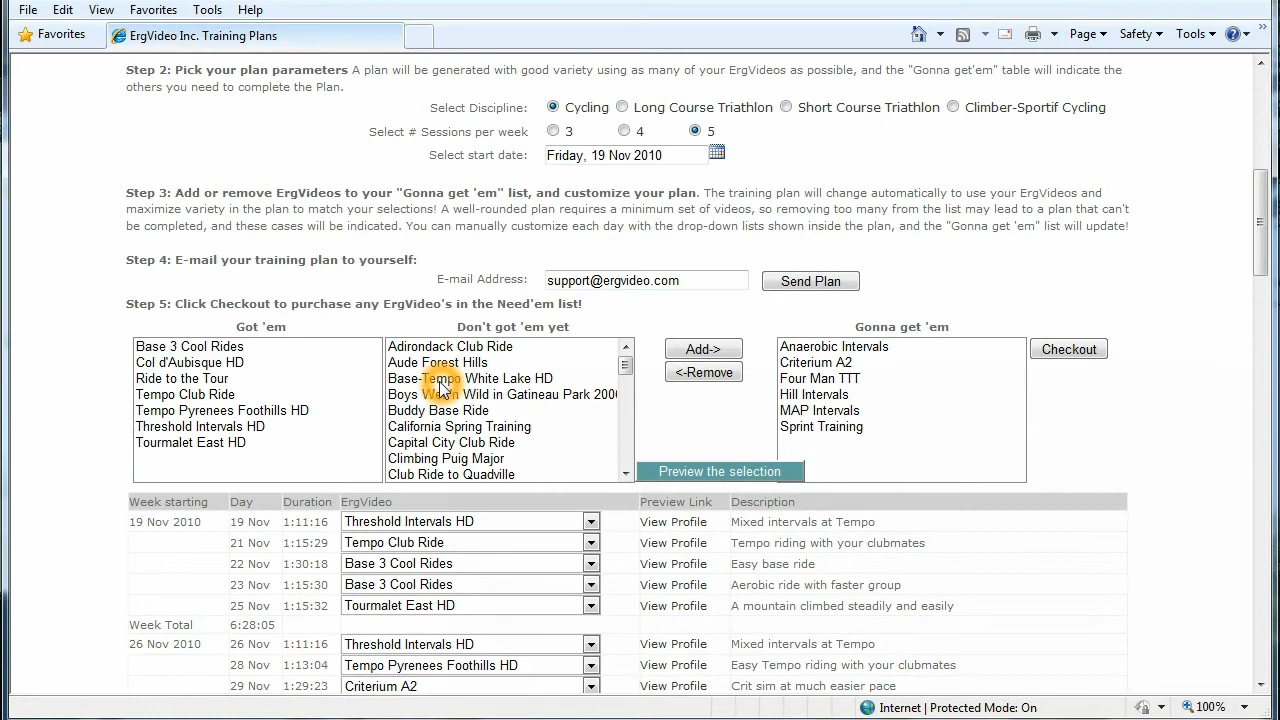 File Edit View Favorites Tools Help
Favorites ErgVideo Inc. Training Plans Page Safety Tools
Step 2: Pick your plan parameters A plan will be generated with good variety using as many of your ErgVideos as possible, and the "Gonna get'em" table will indicate the
others you need to complete the Plan.
Select Discipline: Cycling Long Course Triathlon Short Course Triathlon Climber-Sportif Cycling
Select # Sessions per week 3 4 5
Select start date: Friday, 19 Nov 2010
Step 3: Add or remove ErgVideos to your "Gonna get 'em" list, and customize your plan. The training plan will change automatically to use your ErgVideos and
maximize variety in the plan to match your selections! A well-rounded plan requires a minimum set of videos, so removing too many from the list may lead to a plan that can't
be completed, and these cases will be indicated. You can manually customize each day with the drop-down lists shown inside the plan, and the "Gonna get 'em" list will update!
Step 4: E-mail your training plan to yourself:
E-mail Address: support@ergvideo.com Send Plan
Step 5: Click Checkout to purchase any ErgVideo's in the Need'em list!
Got 'em Don't got 'em yet Gonna get 'em
Base 3 Cool Rides Adirondack Club Ride Add-> Anaerobic Intervals Checkout
Col d'Aubisque HD Aude Forest Hills Criterium A2
Ride to the Tour Base-Tempo White Lake HD <-Remove Four Man TTT
Tempo Club Ride Boys Wild in Gatineau Park Hill Intervals
Tempo Pyrenees Foothills HD Buddy Base Ride MAP Intervals
Threshold Intervals HD California Spring Training Sprint Training
Tourmalet East HD Capital City Club Ride
Climbing Puig Major
Club Ride to Quadville Preview the selection
Week starting Day Duration ErgVideo Preview Link Description
19 Nov 2010 19 Nov 1:11:16 Threshold Intervals HD View Profile Mixed intervals at Tempo
21 Nov 1:15:29 Tempo Club Ride View Profile Tempo riding with your clubmates
22 Nov 1:30:18 Base 3 Cool Rides View Profile Easy base ride
23 Nov 1:15:30 Base 3 Cool Rides View Profile Aerobic ride with faster group
25 Nov 1:15:32 Tourmalet East HD View Profile A mountain climbed steadily and easily
Week Total 6:28:05
26 Nov 2010 26 Nov 1:11:16 Threshold Intervals HD View Profile Mixed intervals at Tempo
28 Nov 1:13:04 Tempo Pyrenees Foothills HD View Profile Easy Tempo riding with your clubmates
29 Nov 1:29:23 Criterium A2 View Profile Crit sim at much easier pace
Internet | Protected Mode: On 100%